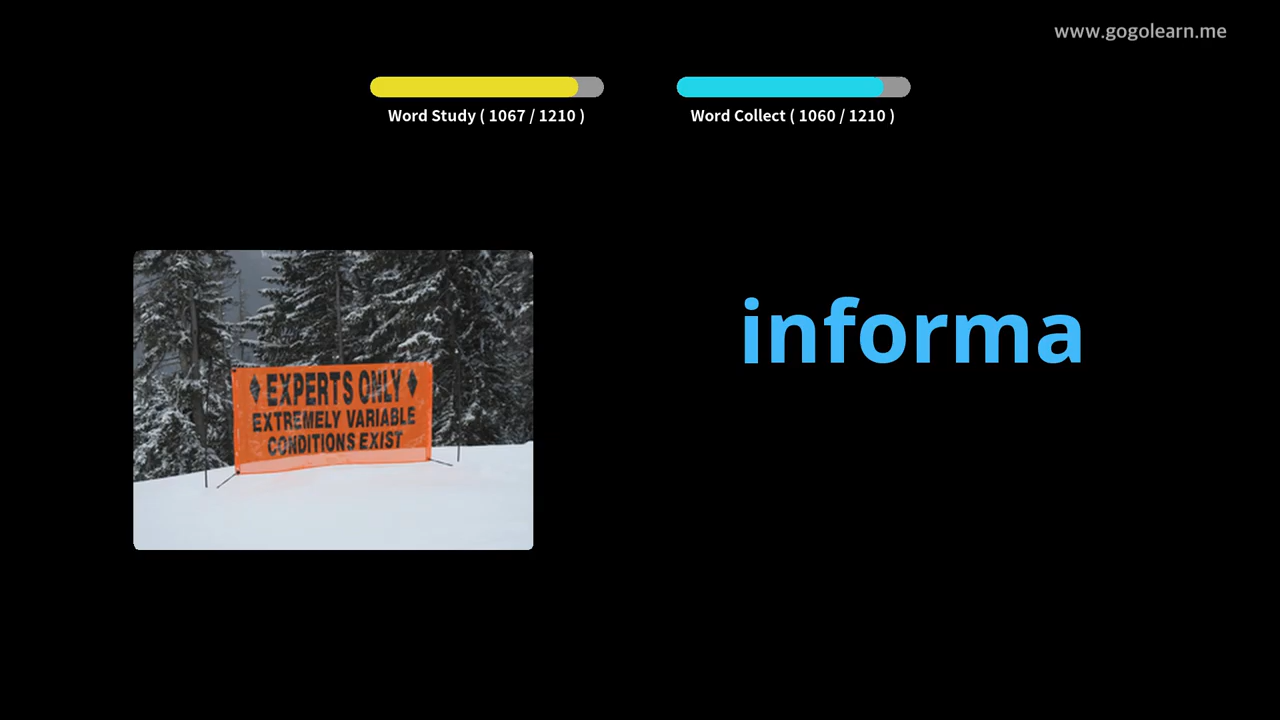 www.gogolearn.me
Word Study ( 1067 / 1210 )
Word Collect ( 1060 / 1210 )
EXPERTS ONLY
EXTREMELY VARIABLE
CONDITIONS EXIST
informa